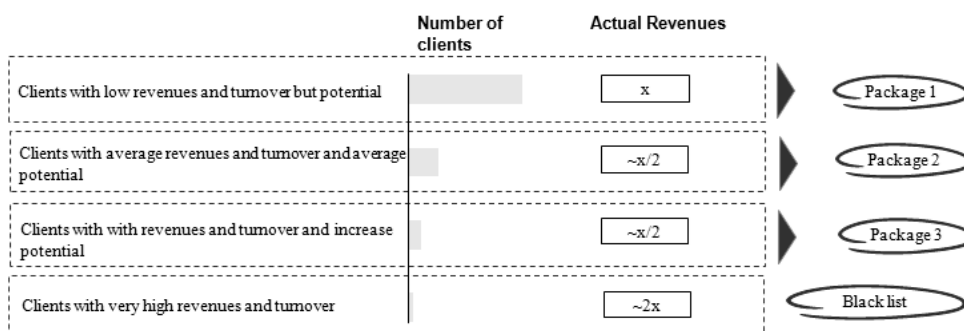 Number of
clients
Actual Revenues
Clients with low revenues and turnover but potential
x
Package 1
Clients with average revenues and turnover and average
potential
~x/2
Package 2
Clients with with revenues and turnover and increase
potential
~x/2
Package 3
Clients with very high revenues and turnover
~2x
Black list